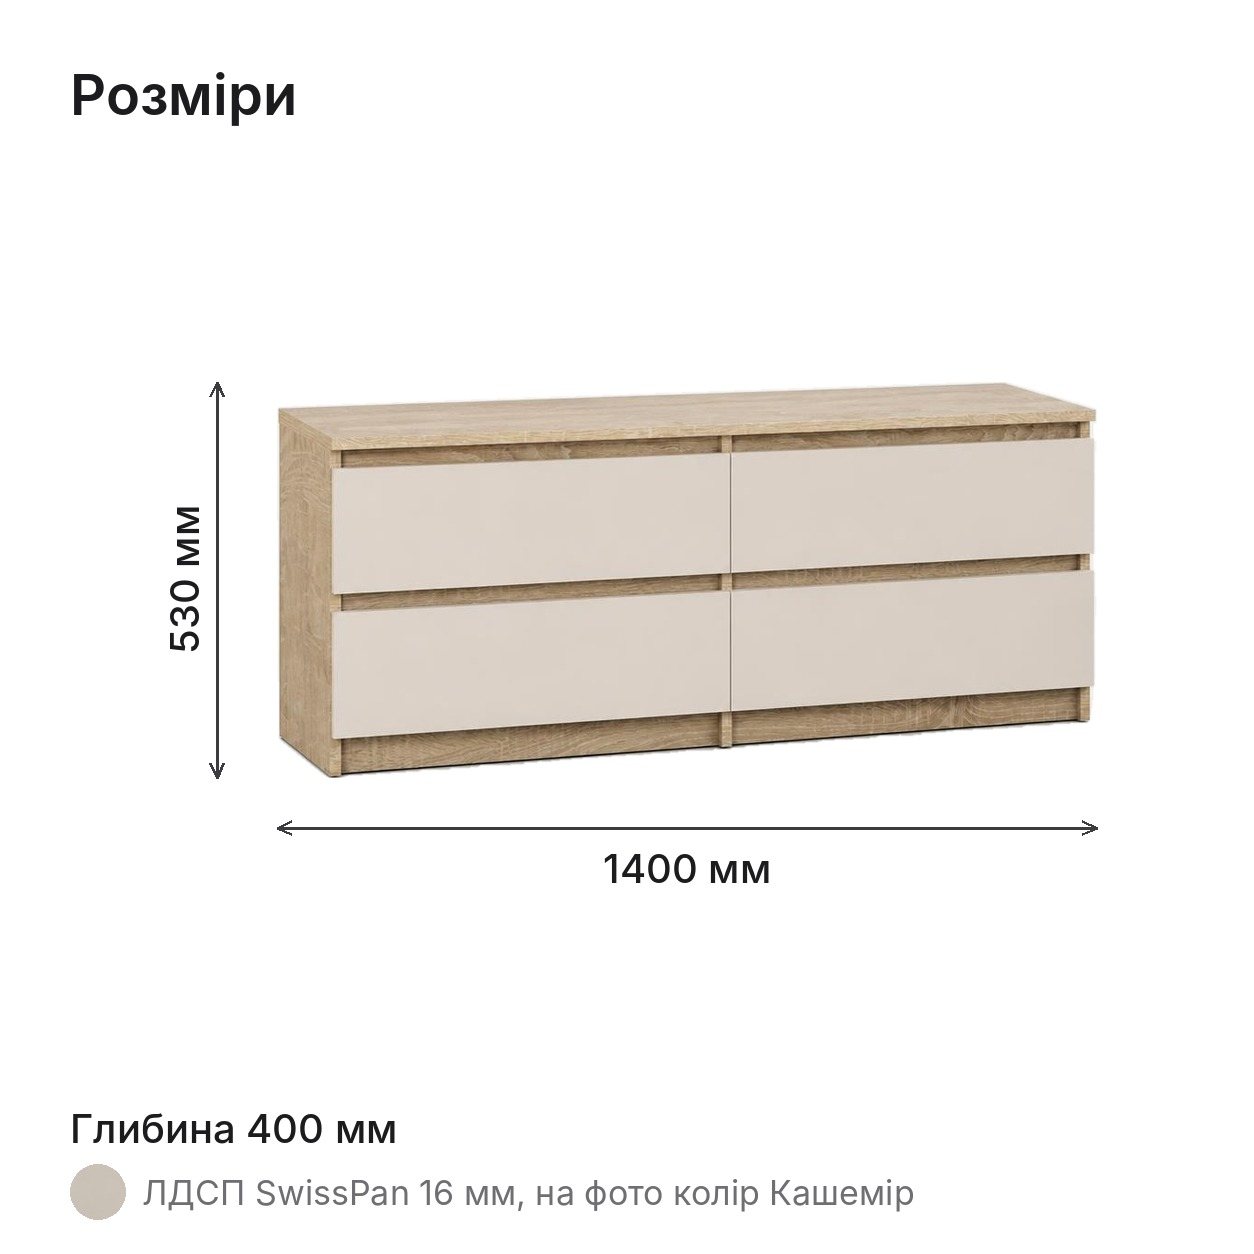 Розміри
530 мм
1400 мм
Глибина 400 мм
ЛДСП SwissPan 16 мм, на фото колір Кашемір